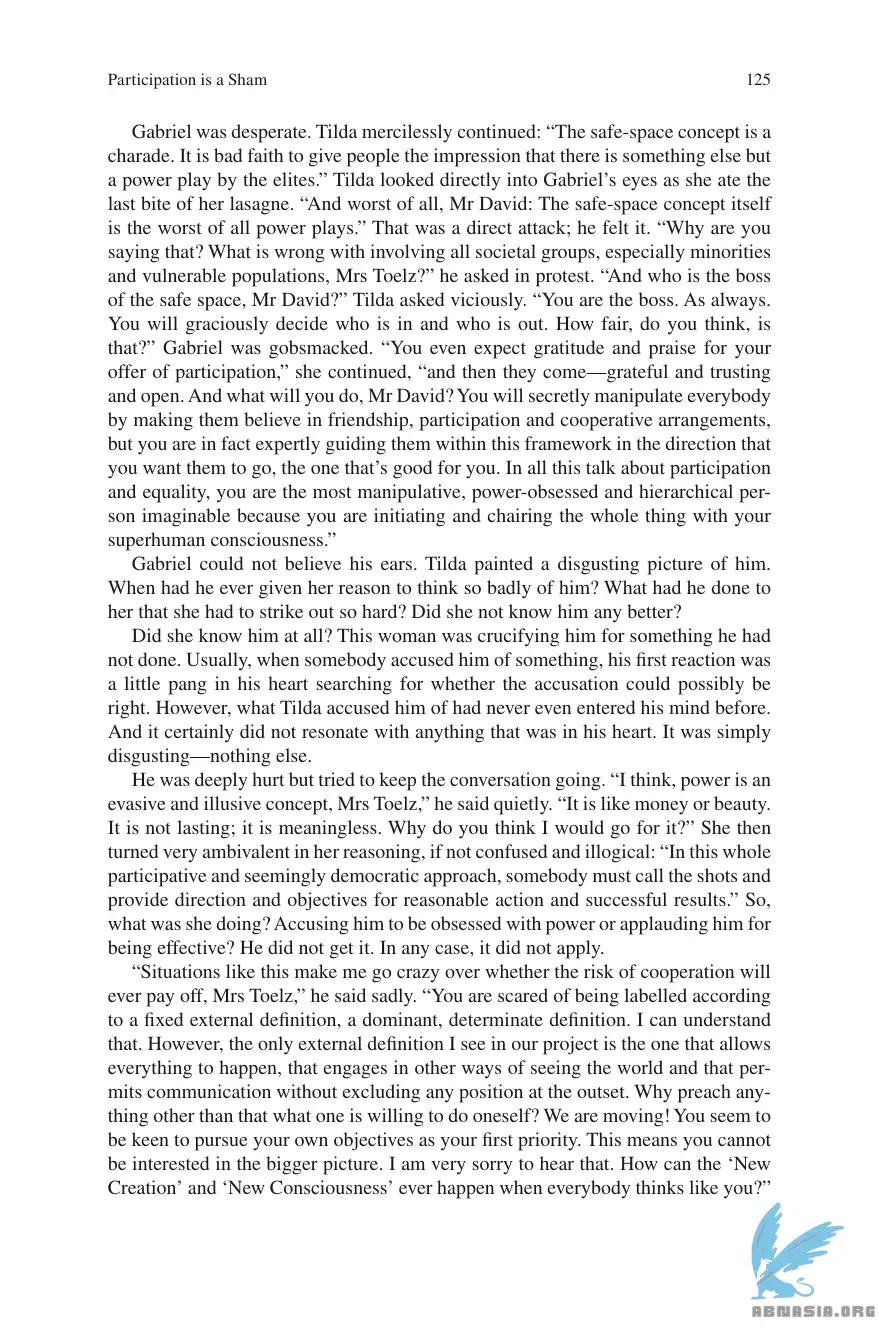 Participation is a Sham 125
Gabriel was desperate. Tilda mercilessly continued: “The safe-space concept is a
charade. It is bad faith to give people the impression that there is something else but
a power play by the elites.” Tilda looked directly into Gabriel’s eyes as she ate the
last bite of her lasagne. “And worst of all, Mr David: The safe-space concept itself
is the worst of all power plays.” That was a direct attack; he felt it. “Why are you
saying that? What is wrong with involving all societal groups, especially minorities
and vulnerable populations, Mrs Toelz?” he asked in protest. “And who is the boss
of the safe space, Mr David?” Tilda asked viciously. “You are the boss. As always.
You will graciously decide who is in and who is out. How fair, do you think, is
that?” Gabriel was gobsmacked. “You even expect gratitude and praise for your
offer of participation,” she continued, “and then they come—grateful and trusting
and open. And what will you do, Mr David? You will secretly manipulate everybody
by making them believe in friendship, participation and cooperative arrangements,
but you are in fact expertly guiding them within this framework in the direction that
you want them to go, the one that’s good for you. In all this talk about participation
and equality, you are the most manipulative, power-obsessed and hierarchical per-
son imaginable because you are initiating and chairing the whole thing with your
superhuman consciousness.”
Gabriel could not believe his ears. Tilda painted a disgusting picture of him.
When had he ever given her reason to think so badly of him? What had he done to
her that she had to strike out so hard? Did she not know him any better?
Did she know him at all? This woman was crucifying him for something he had
not done. Usually, when somebody accused him of something, his first reaction was
a little pang in his heart searching for whether the accusation could possibly be
right. However, what Tilda accused him of had never even entered his mind before.
And it certainly did not resonate with anything that was in his heart. It was simply
disgusting—nothing else.
He was deeply hurt but tried to keep the conversation going. “I think, power is an
evasive and illusive concept, Mrs Toelz,” he said quietly. “It is like money or beauty.
It is not lasting; it is meaningless. Why do you think I would go for it?” She then
turned very ambivalent in her reasoning, if not confused and illogical: “In this whole
participative and seemingly democratic approach, somebody must call the shots and
provide direction and objectives for reasonable action and successful results.” So,
what was she doing? Accusing him to be obsessed with power or applauding him for
being effective? He did not get it. In any case, it did not apply.
“Situations like this make me go crazy over whether the risk of cooperation will
ever pay off, Mrs Toelz,” he said sadly. “You are scared of being labelled according
to a fixed external definition, a dominant, determinate definition. I can understand
that. However, the only external definition I see in our project is the one that allows
everything to happen, that engages in other ways of seeing the world and that per-
mits communication without excluding any position at the outset. Why preach any-
thing other than that what one is willing to do oneself? We are moving! You seem to
be keen to pursue your own objectives as your first priority. This means you cannot
be interested in the bigger picture. I am very sorry to hear that. How can the ‘New
Creation’ and ‘New Consciousness’ ever happen when everybody thinks like you?”
ABNASIA.ORG